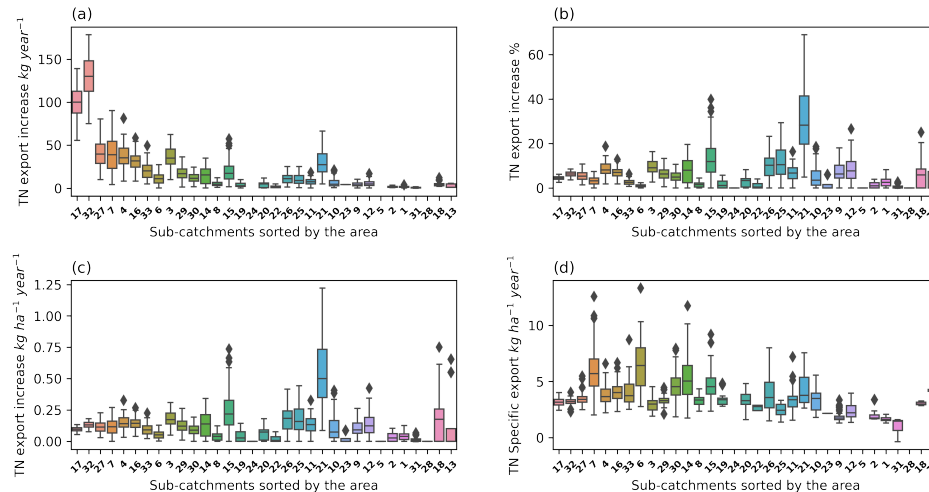 (a)
TN export increase kg year⁻¹
150
100
50
0
17 32 27 7 4 16 33 6 3 29 30 14 8 15 19 24 20 22 26 25 11 21 10 23 9 12 5 2 1 31 28 18 13
Sub-catchments sorted by the area
(b)
TN export increase %
60
40
20
0
17 32 27 7 4 16 33 6 3 29 30 14 8 15 19 24 20 22 26 25 11 21 10 23 9 12 5 2 1 31 28 18
Sub-catchments sorted by the area
(c)
TN export increase kg ha⁻¹ year⁻¹
1.25
1.00
0.75
0.50
0.25
0.00
17 32 27 7 4 16 33 6 3 29 30 14 8 15 19 24 20 22 26 25 11 21 10 23 9 12 5 2 1 31 28 18 13
Sub-catchments sorted by the area
(d)
TN Specific export kg ha⁻¹ year⁻¹
10
5
0
17 32 27 7 4 16 33 6 3 29 30 14 8 15 19 24 20 22 26 25 11 21 10 23 9 12 5 2 1 31 28 18
Sub-catchments sorted by the area